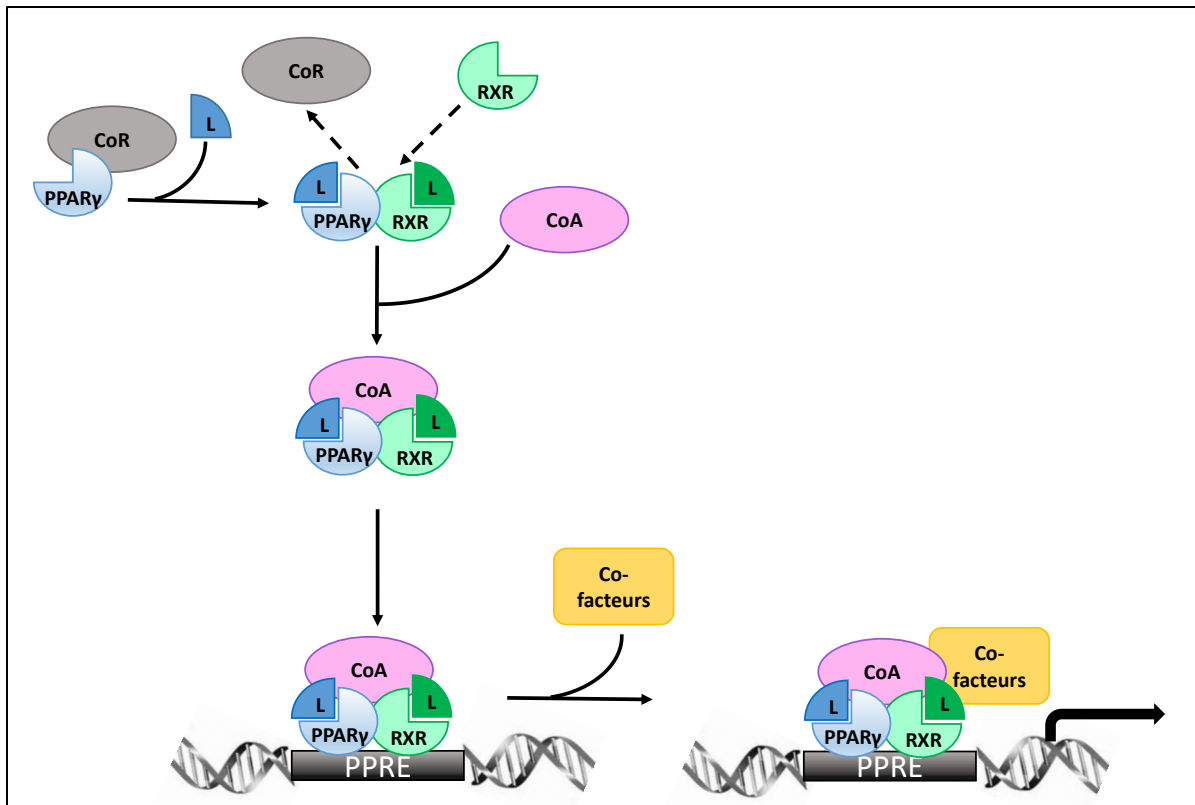 CoR
RXR
CoR
L
PPARγ
L
PPARγ
RXR
L
CoA
CoA
L
PPARγ
RXR
L
Co-
facteurs
CoA
L
PPARγ
RXR
L
PPRE
CoA
Co-
facteurs
L
PPARγ
RXR
L
PPRE